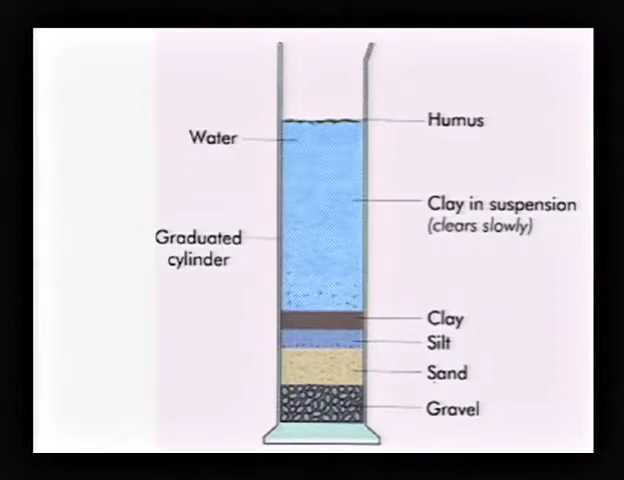 Humus
Water
Clay in suspension
(clears slowly)
Graduated
cylinder
Clay
Silt
Sand
Gravel